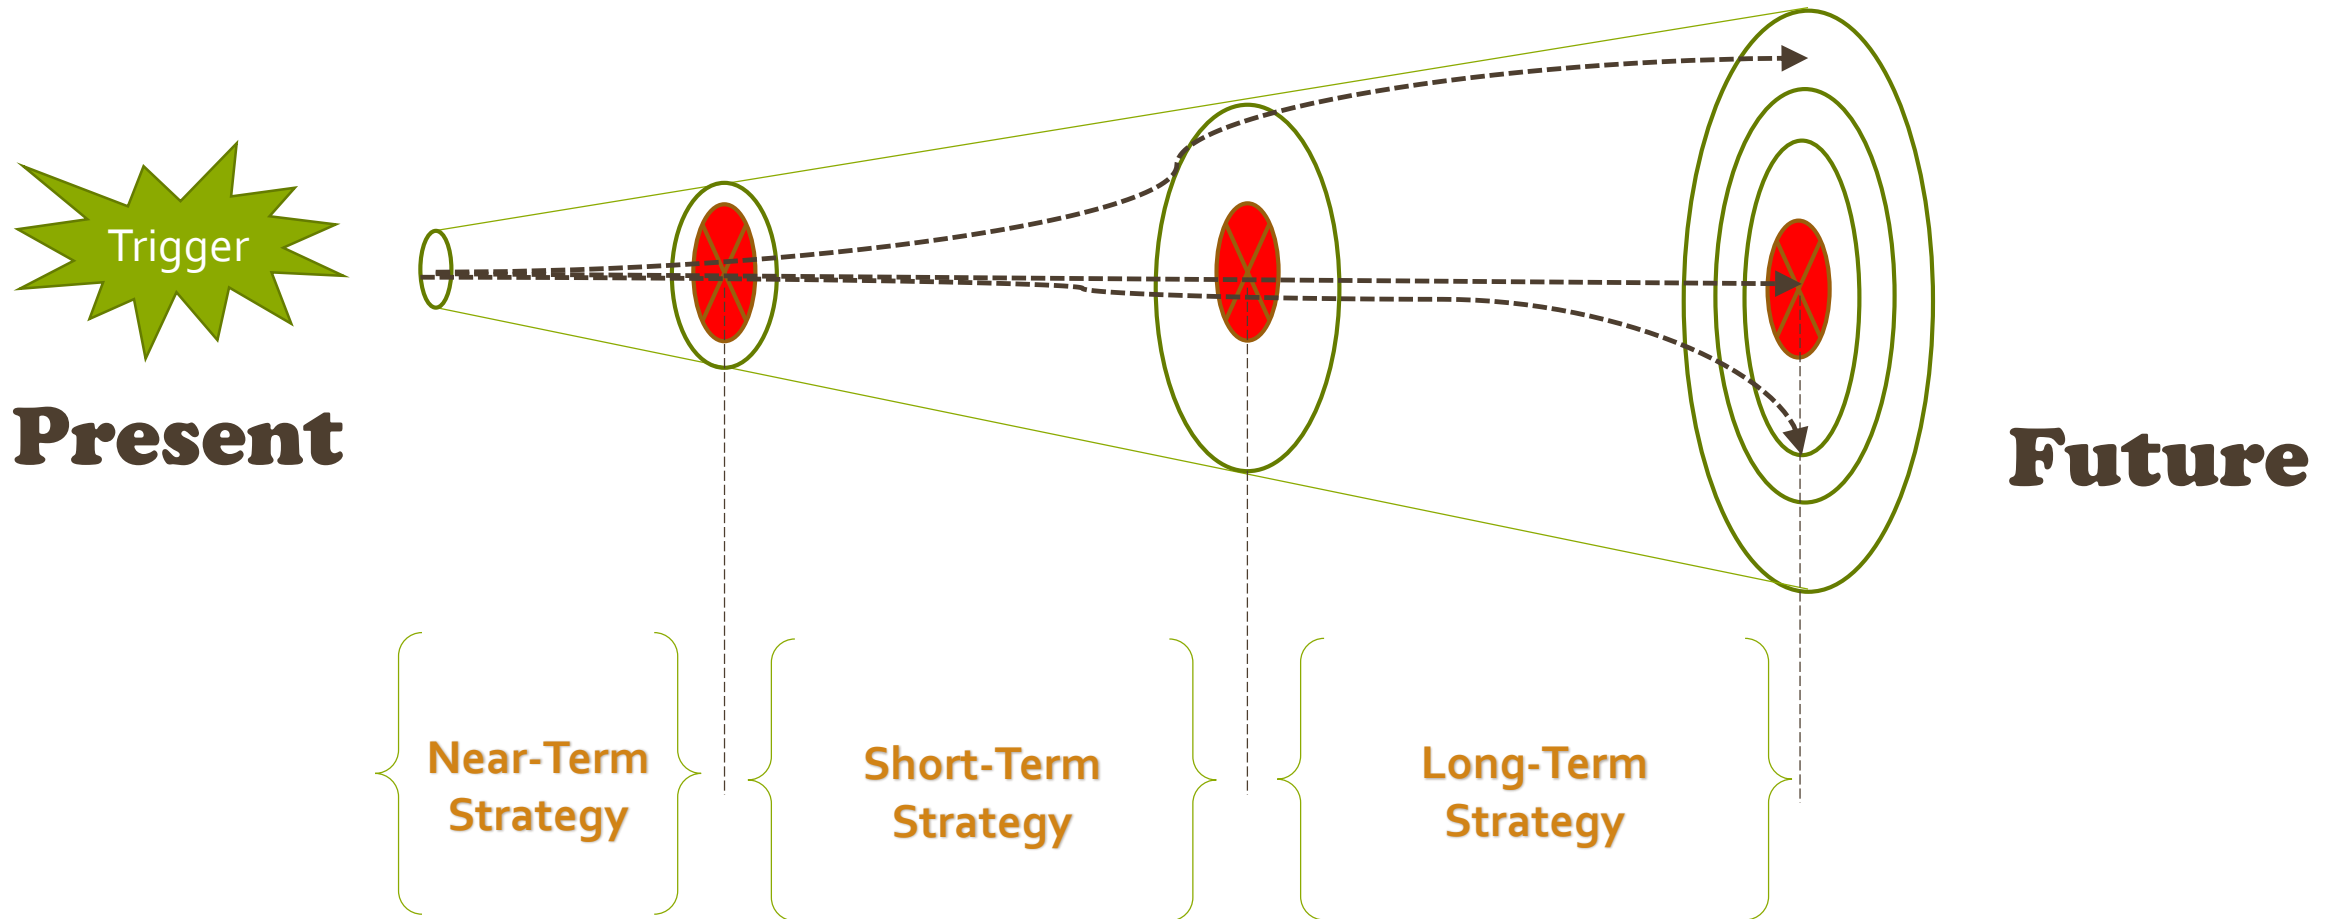 Trigger
Present
Future
Near-Term
Strategy
Short-Term
Strategy
Long-Term
Strategy